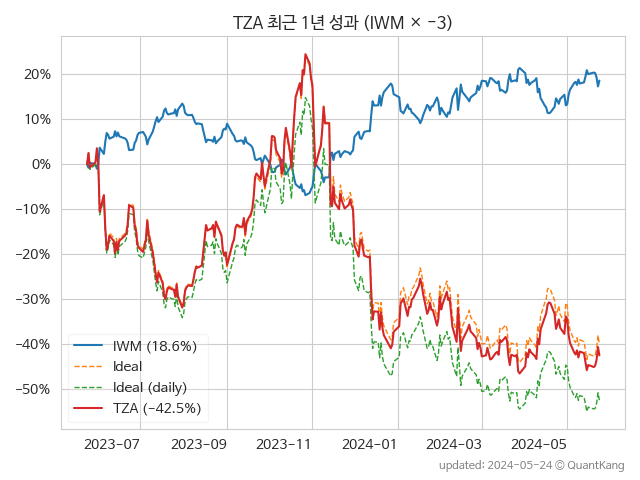 TZA 최근 1년 성과 (IWM × −3)
20%
10%
0%
−10%
−20%
−30%
−40%
−50%
IWM (18.6%)
Ideal
Ideal (daily)
TZA (−42.5%)
2023-07
2023-09
2023-11
2024-01
2024-03
2024-05
updated: 2024-05-24 © QuantKang